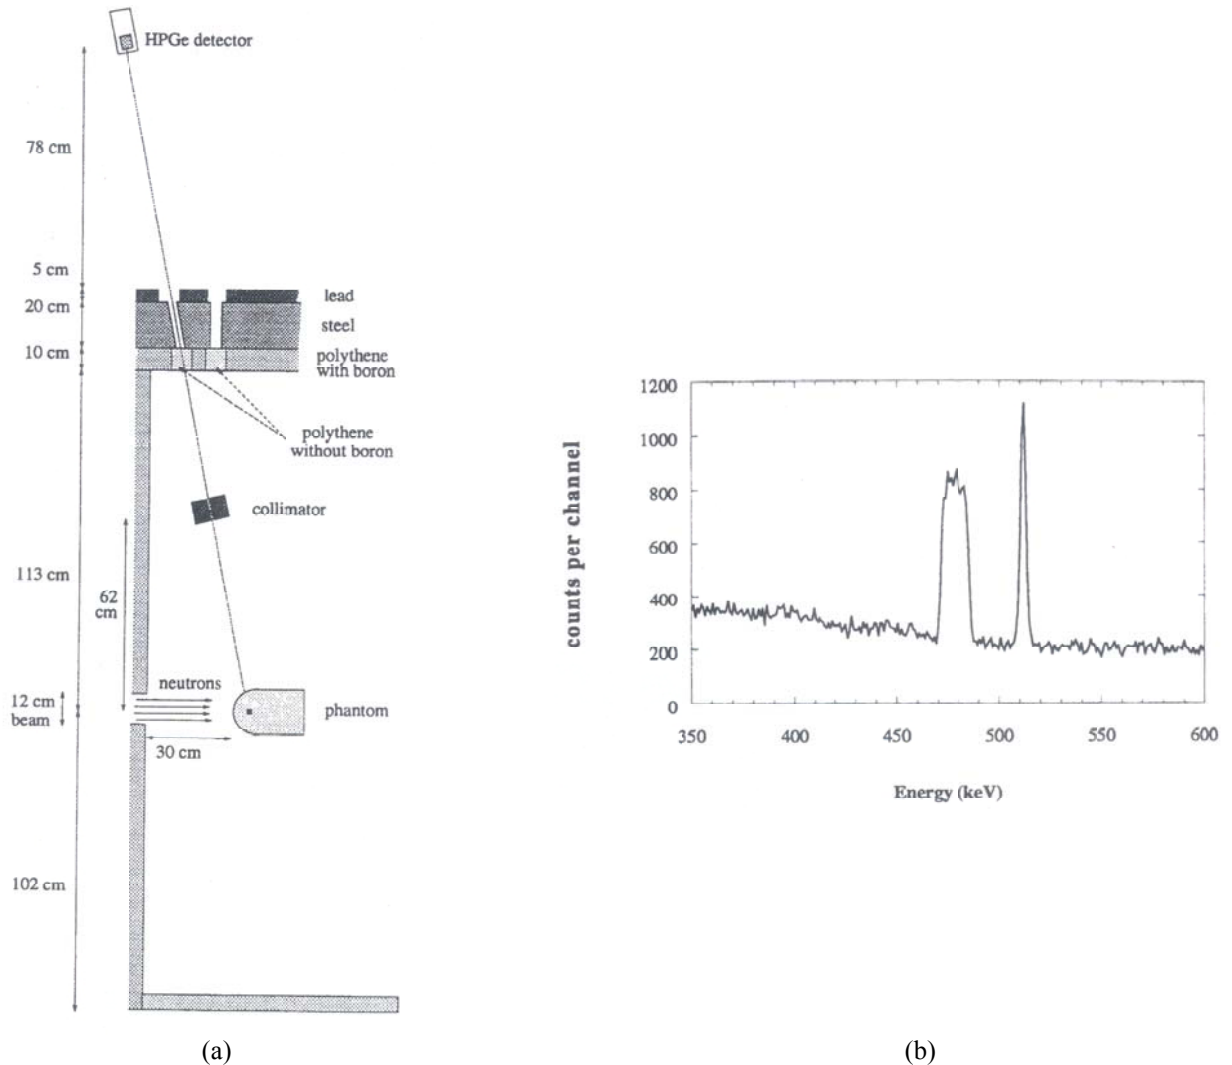 HPGe detector
78 cm
5 cm
20 cm
10 cm
lead
steel
polythene
with boron
polythene
without boron
collimator
113 cm
62
cm
12 cm
beam
neutrons
phantom
30 cm
102 cm
(a)
counts per channel
1200
1000
800
600
400
200
0
350
400
450
500
550
600
Energy (keV)
(b)